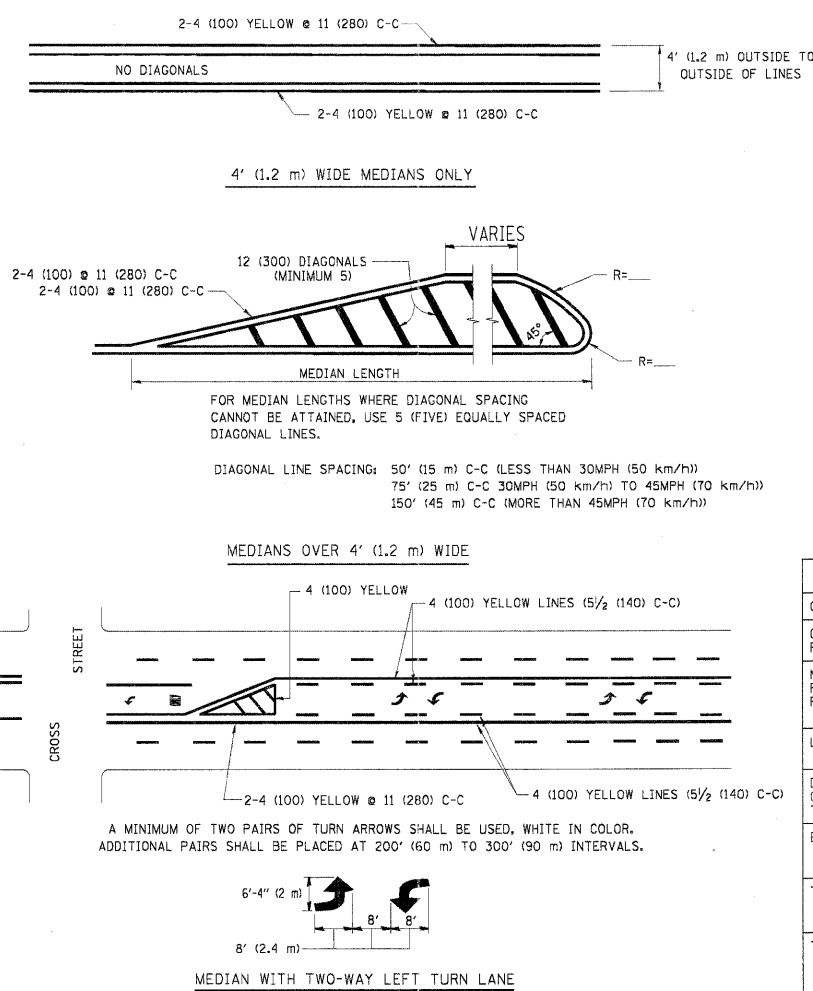 2-4 (100) YELLOW @ 11 (280) C-C
4' (1.2 m) OUTSIDE TO
OUTSIDE OF LINES
NO DIAGONALS
2-4 (100) YELLOW @ 11 (280) C-C
4' (1.2 m) WIDE MEDIANS ONLY
VARIES
12 (300) DIAGONALS
(MINIMUM 5)
2-4 (100) @ 11 (280) C-C
2-4 (100) @ 11 (280) C-C
R=___
45°
R=___
MEDIAN LENGTH
FOR MEDIAN LENGTHS WHERE DIAGONAL SPACING
CANNOT BE ATTAINED, USE 5 (FIVE) EQUALLY SPACED
DIAGONAL LINES.
DIAGONAL LINE SPACING: 50' (15 m) C-C (LESS THAN 30MPH (50 km/h))
75' (25 m) C-C 30MPH (50 km/h) TO 45MPH (70 km/h))
150' (45 m) C-C (MORE THAN 45MPH (70 km/h))
MEDIANS OVER 4' (1.2 m) WIDE
4 (100) YELLOW
4 (100) YELLOW LINES (5½ (140) C-C)
CROSS STREET
2-4 (100) YELLOW @ 11 (280) C-C
4 (100) YELLOW LINES (5½ (140) C-C)
A MINIMUM OF TWO PAIRS OF TURN ARROWS SHALL BE USED, WHITE IN COLOR.
ADDITIONAL PAIRS SHALL BE PLACED AT 200' (60 m) TO 300' (90 m) INTERVALS.
6'-4" (2 m)
8' 8'
8' (2.4 m)
MEDIAN WITH TWO-WAY LEFT TURN LANE